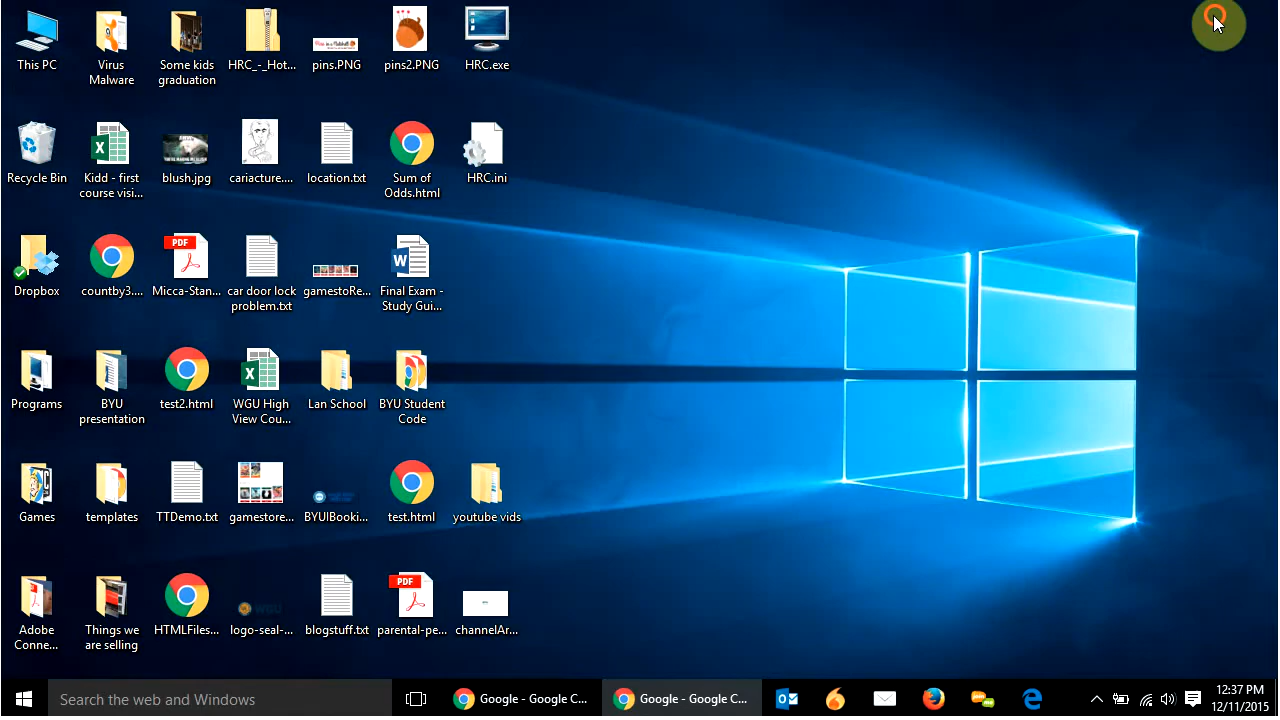 This PC
Virus
Malware
Some kids
graduation
HRC_-_Hot...
pins.PNG
pins2.PNG
HRC.exe
Recycle Bin
Kidd - first
course visi...
blush.jpg
cariacture....
location.txt
Sum of
Odds.html
HRC.ini
Dropbox
countby3....
PDF
Micca-Stan...
car door lock
problem.txt
gamestoRe...
Final Exam -
Study Gui...
Programs
BYU
presentation
test2.html
WGU High
View Cou...
Lan School
BYU Student
Code
Games
templates
TTDemo.txt
gamestore...
BYUIBooki...
test.html
youtube vids
Adobe
Conne...
Things we
are selling
HTMLFiles...
WGU
logo-seal-...
blogstuff.txt
PDF
parental-pe...
channelAr...
Search the web and Windows
Google - Google C...
Google - Google C...
12:37 PM
12/11/2015